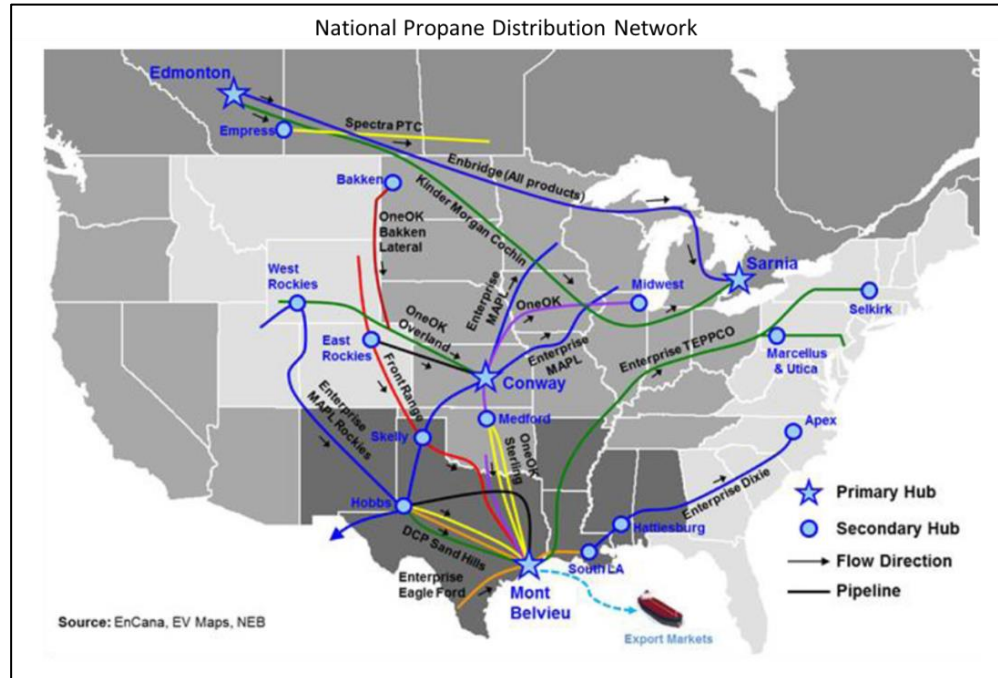 National Propane Distribution Network
Edmonton
Empress
Spectra PTC
Enbridge (All products)
Kinder Morgan Cochin
Bakken
OneOK
Bakken
Lateral
West
Rockies
Sarnia
Midwest
Enterprise
MAPL
OneOK
Selkirk
OneOK
Overland
East
Rockies
Enterprise
MAPL
Enterprise TEPPCO
Marcellus
& Utica
Conway
Front Range
Enterprise
MAPL Rockies
Medford
Skelly
OneOK
Sterling
Apex
Enterprise Dixie
Hobbs
Hattiesburg
DCP Sand Hills
South LA
Enterprise
Eagle Ford
Mont
Belvieu
Export Markets
Primary Hub
Secondary Hub
Flow Direction
Pipeline
Source: EnCana, EV Maps, NEB